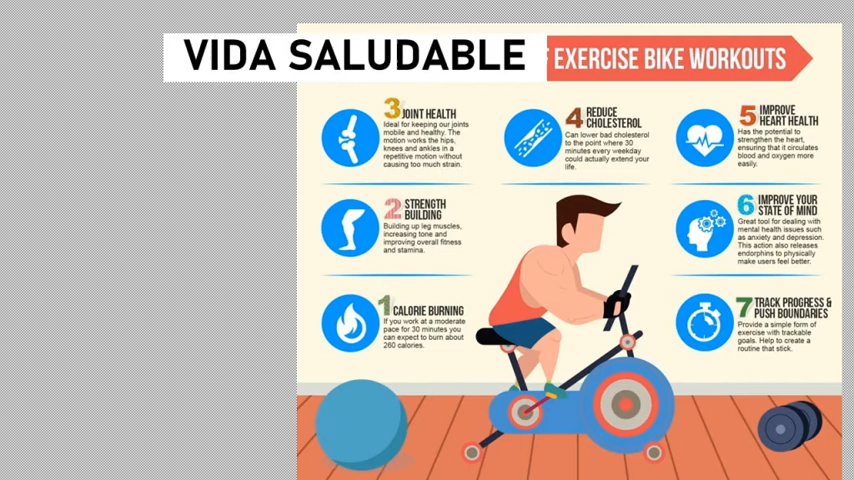 VIDA SALUDABLE
EXERCISE BIKE WORKOUTS
3 JOINT HEALTH
Ideal for keeping our joints
mobile and healthy. The
motion works the hips,
knees and ankles in a
repetitive motion without
causing too much strain.
4 REDUCE
CHOLESTEROL
Can lower bad cholesterol
to the point where 30
minutes every weekday
could actually extend your
life.
5 IMPROVE
HEART HEALTH
Has the potential to
strengthen the heart,
ensuring that it circulates
blood and oxygen more
easily.
2 STRENGTH
BUILDING
Building up leg muscles,
increasing tone and
improving overall fitness
and stamina.
6 IMPROVE YOUR
STATE OF MIND
Great tool for dealing with
mental health issues such
as anxiety and depression.
This action also releases
endorphins to physically
make users feel better.
1 CALORIE BURNING
If you work at a moderate
pace for 30 minutes you
can expect to burn about
260 calories.
7 TRACK PROGRESS &
PUSH BOUNDARIES
Provide a simple form of
exercise with trackable
goals. Help to create a
routine that stick.